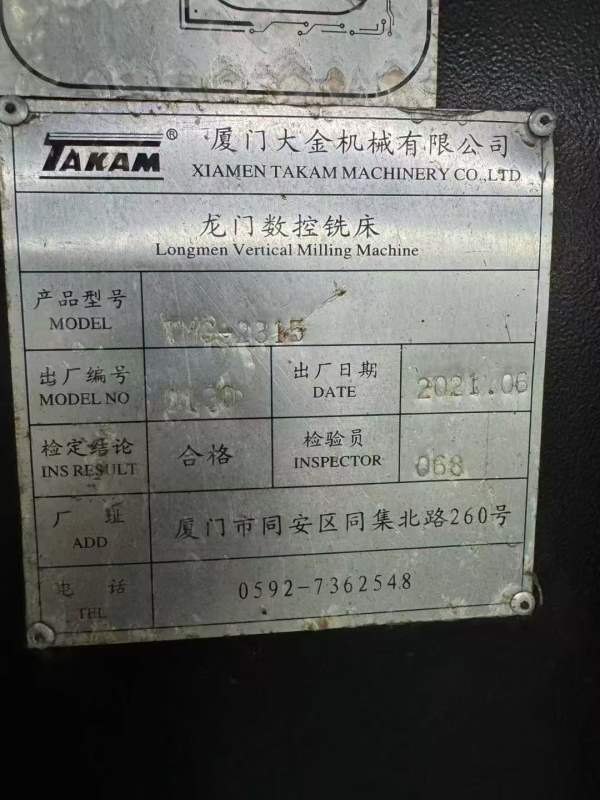 TAKAM®
厦门大金机械有限公司
XIAMEN TAKAM MACHINERY CO.,LTD
龙门数控铣床
Longmen Vertical Milling Machine
产品型号
MODEL
出厂编号
MODEL NO
出厂日期
DATE
2021.06
检定结论
INS RESULT
合格
检验员
INSPECTOR
068
厂 址
ADD
厦门市同安区同集北路260号
电 话
TEL
0592-7362548